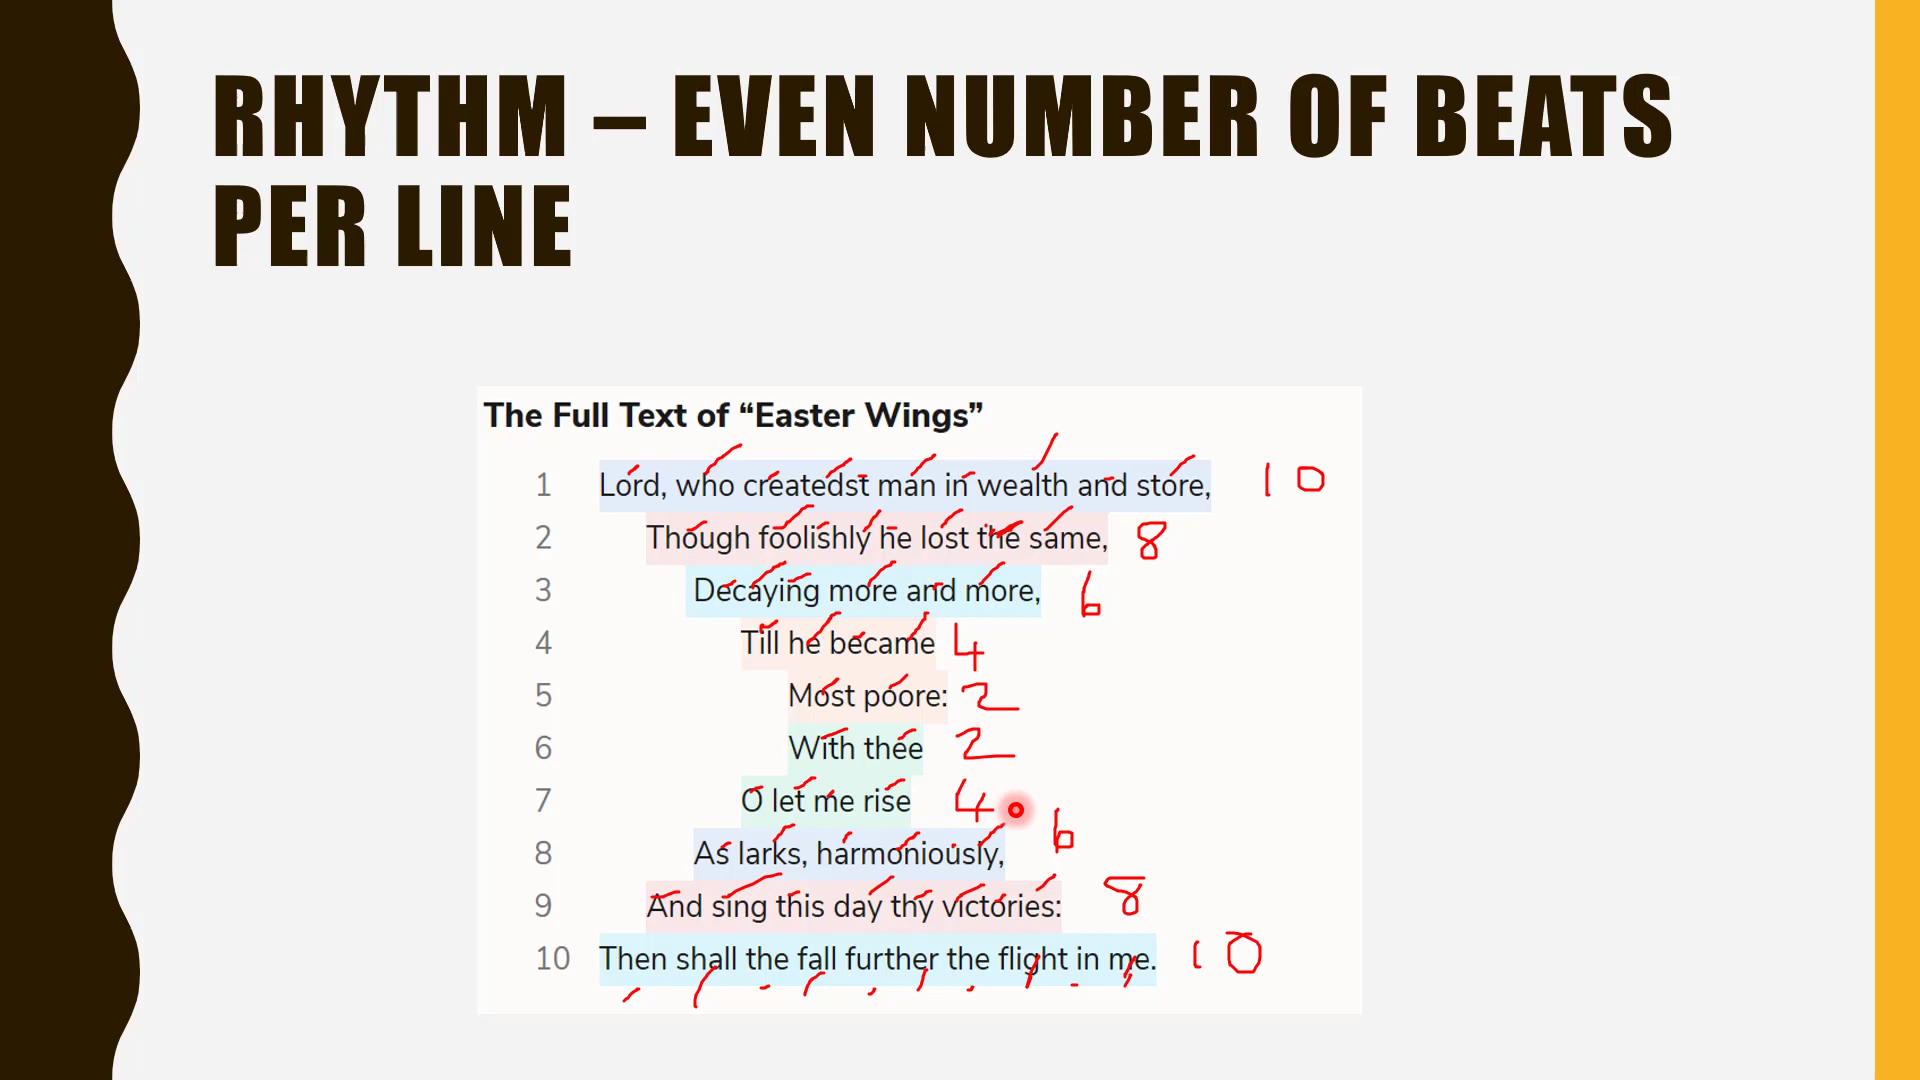 RHYTHM – EVEN NUMBER OF BEATS
PER LINE
The Full Text of “Easter Wings”
1 Lord, who createdst man in wealth and store, 10
2 Though foolishly he lost the same, 8
3 Decaying more and more, 6
4 Till he became 4
5 Most poore: 2
6 With thee 2
7 O let me rise 4
8 As larks, harmoniously, 6
9 And sing this day thy victories: 8
10 Then shall the fall further the flight in me. 10